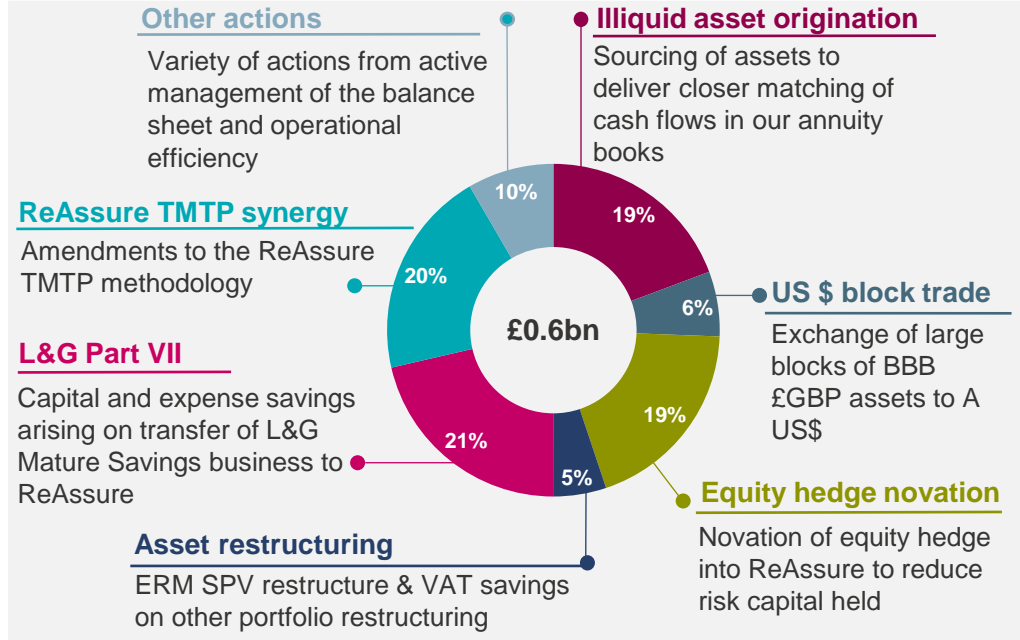 Other actions
Variety of actions from active
management of the balance
sheet and operational
efficiency
Illiquid asset origination
Sourcing of assets to
deliver closer matching of
cash flows in our annuity
books
10%
19%
ReAssure TMTP synergy
Amendments to the ReAssure
TMTP methodology
20%
6%
US $ block trade
Exchange of large
blocks of BBB
£GBP assets to A
US$
£0.6bn
L&G Part VII
Capital and expense savings
arising on transfer of L&G
Mature Savings business to
ReAssure
21%
19%
5%
Equity hedge novation
Novation of equity hedge
into ReAssure to reduce
risk capital held
Asset restructuring
ERM SPV restructure & VAT savings
on other portfolio restructuring